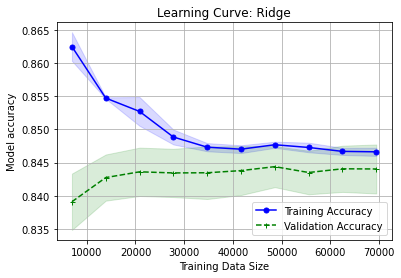 Learning Curve: Ridge
Model accuracy
0.865
0.860
0.855
0.850
0.845
0.840
0.835
Training Accuracy
Validation Accuracy
10000 20000 30000 40000 50000 60000 70000
Training Data Size